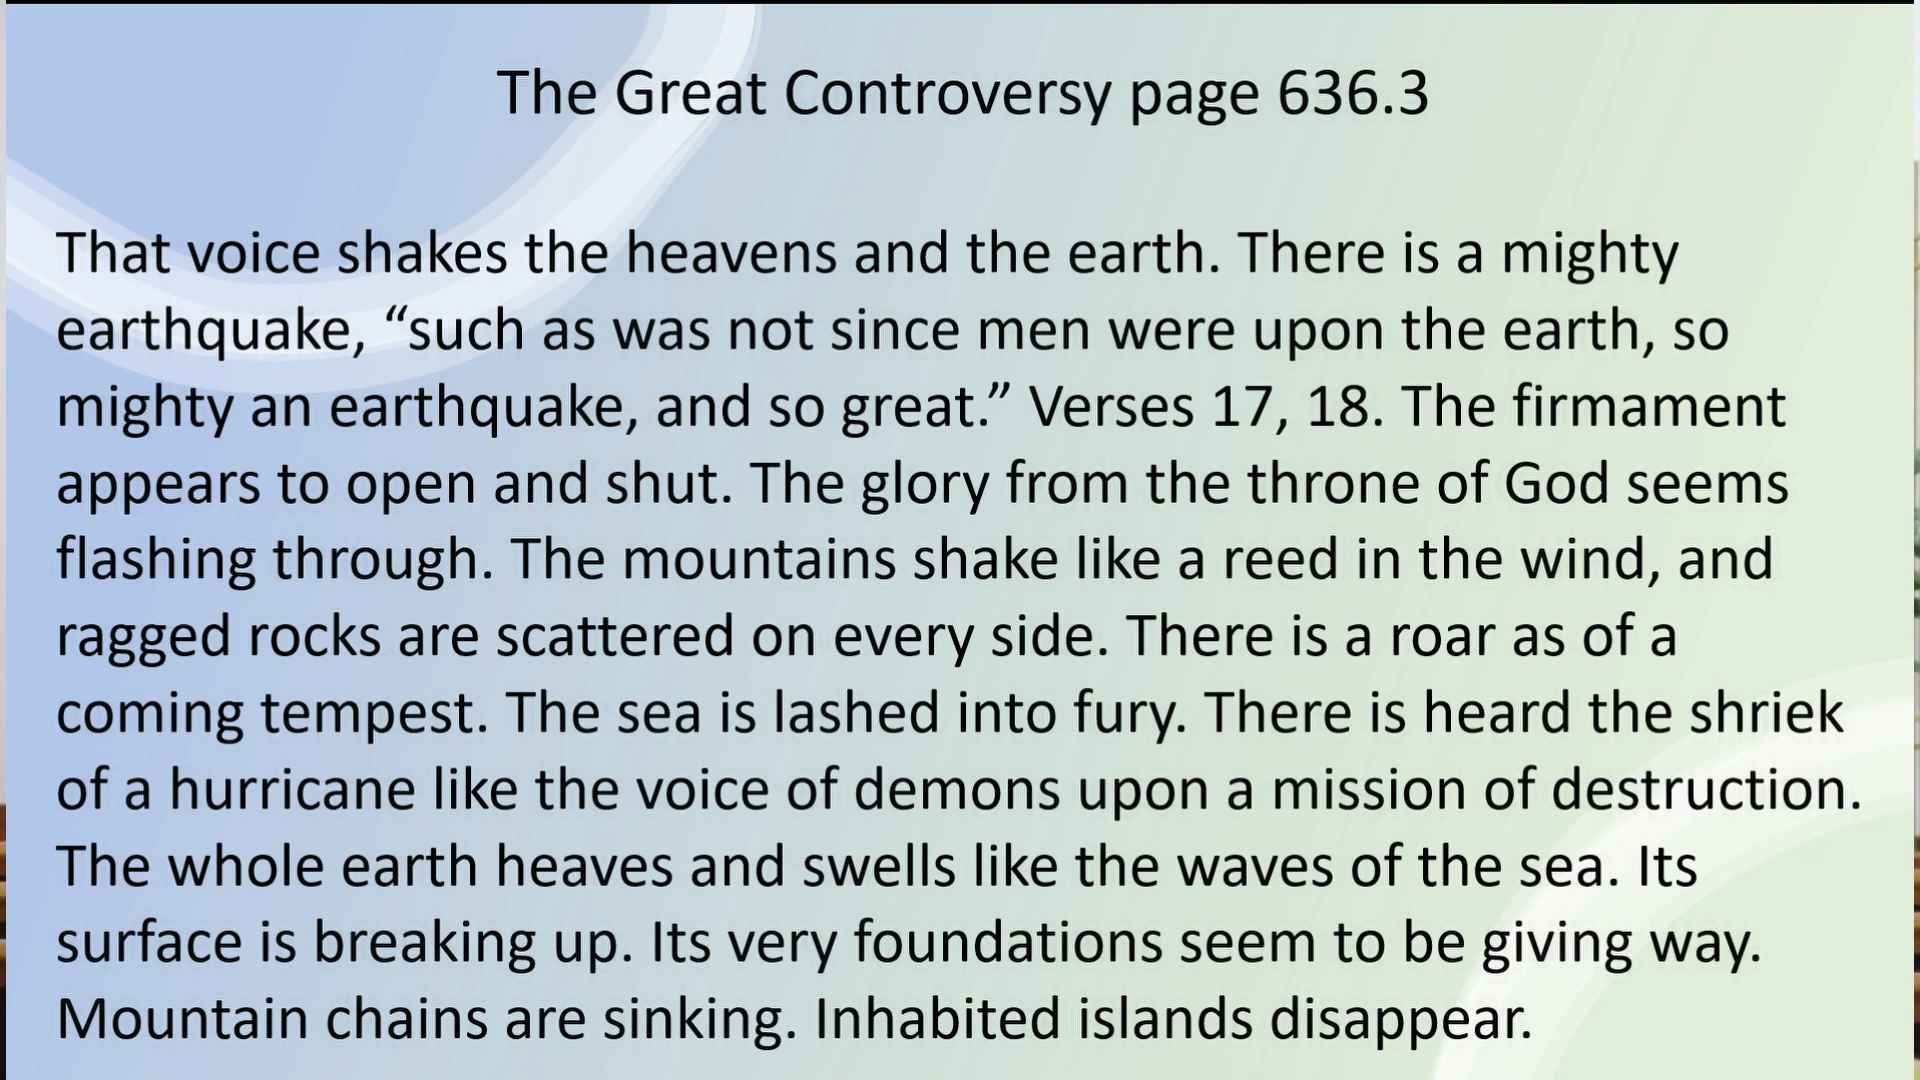 The Great Controversy page 636.3
That voice shakes the heavens and the earth. There is a mighty
earthquake, “such as was not since men were upon the earth, so
mighty an earthquake, and so great.” Verses 17, 18. The firmament
appears to open and shut. The glory from the throne of God seems
flashing through. The mountains shake like a reed in the wind, and
ragged rocks are scattered on every side. There is a roar as of a
coming tempest. The sea is lashed into fury. There is heard the shriek
of a hurricane like the voice of demons upon a mission of destruction.
The whole earth heaves and swells like the waves of the sea. Its
surface is breaking up. Its very foundations seem to be giving way.
Mountain chains are sinking. Inhabited islands disappear.